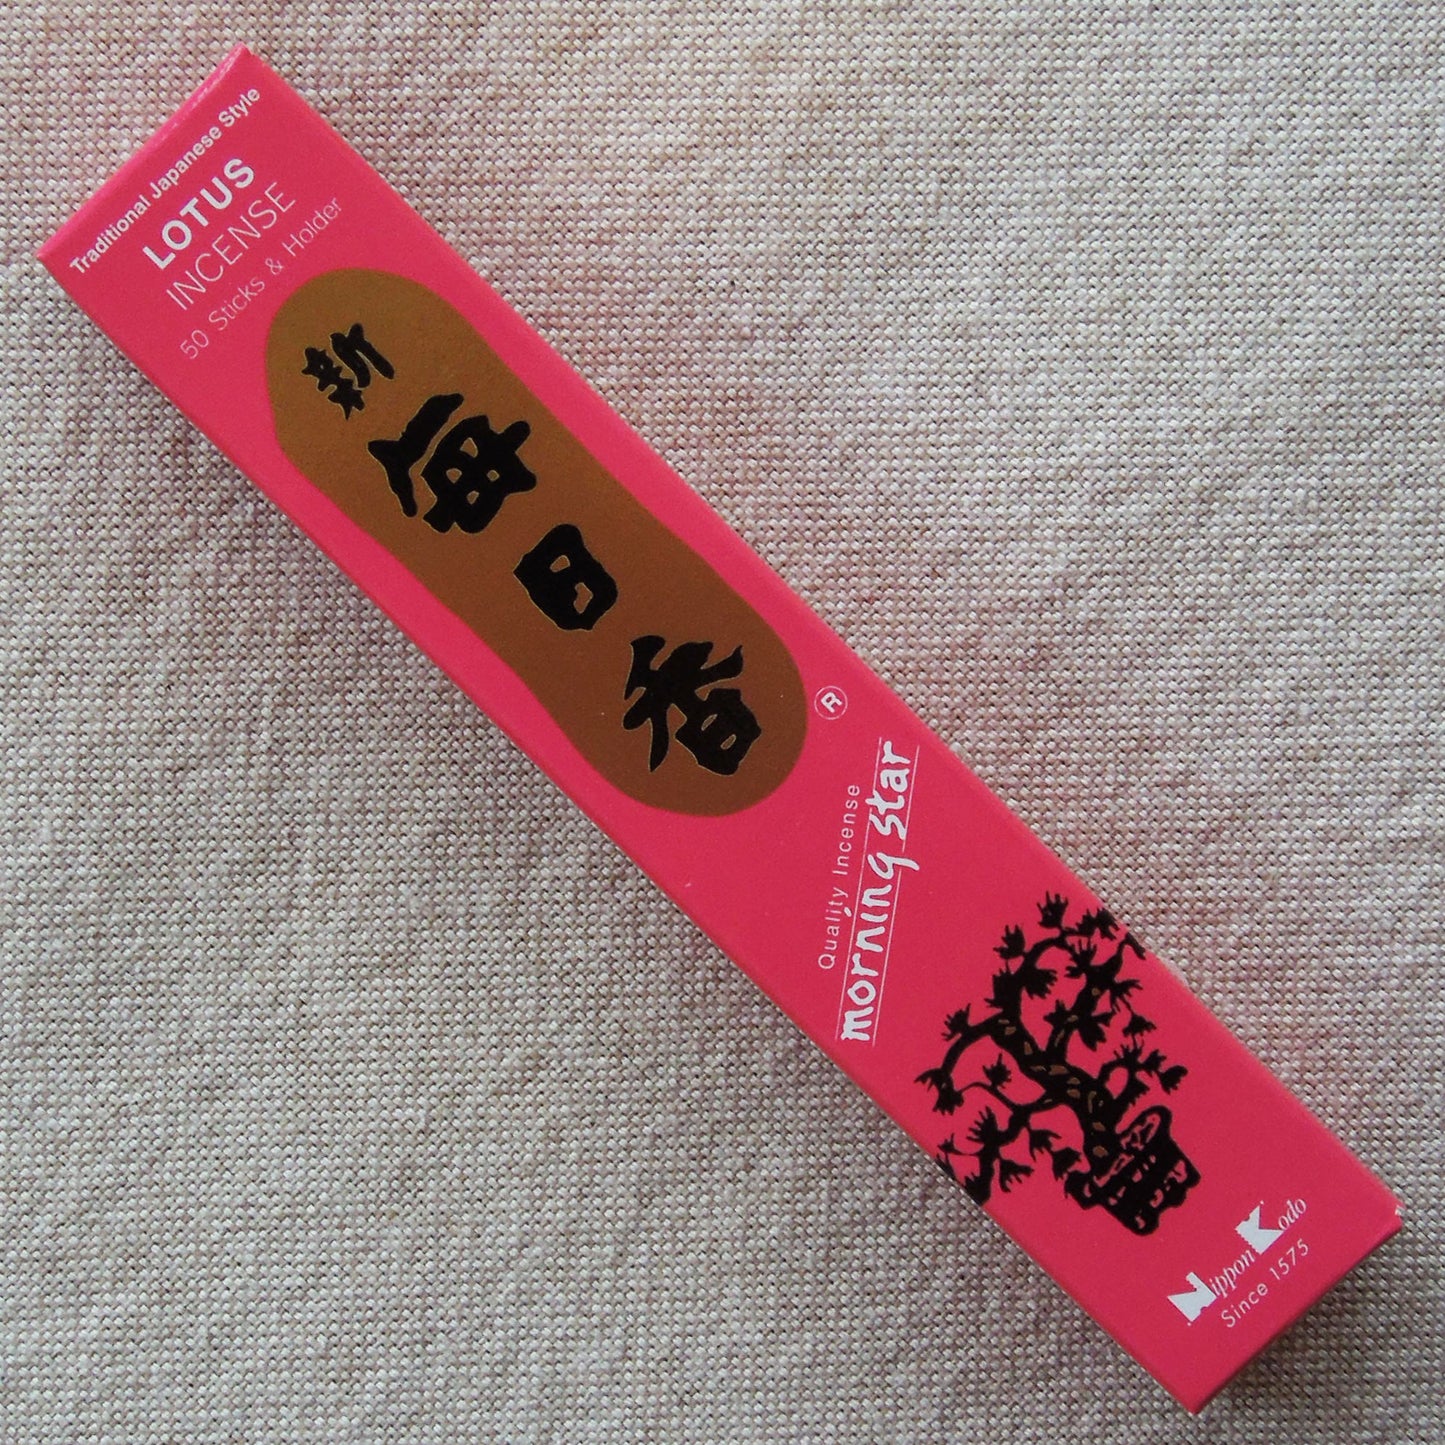 Traditional Japanese Style
LOTUS
INCENSE
50 Sticks & Holder
新
毎日香
®
Quality Incense
morning star
Nippon Kodo
Since 1575